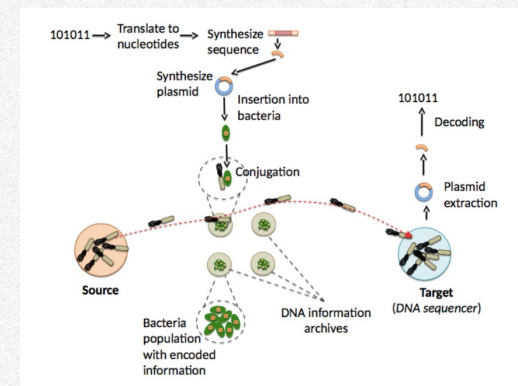 101011
Translate to
nucleotides
Synthesize
sequence
Synthesize
plasmid
Insertion into
bacteria
Conjugation
101011
Decoding
Plasmid
extraction
Source
Target
(DNA sequencer)
DNA information
archives
Bacteria
population
with encoded
information